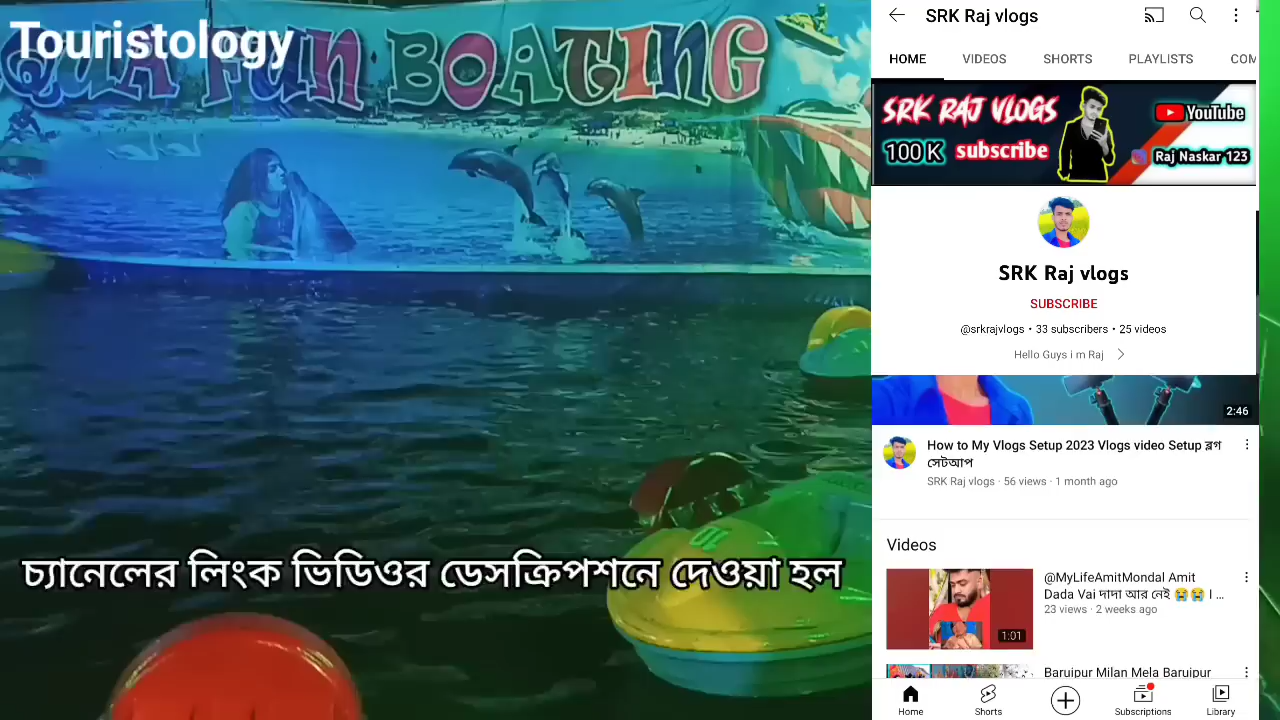 Touristology
QUA FUN BOATING
চ্যানেলের লিংক ভিডিওর ডেসক্রিপশনে দেওয়া হল
SRK Raj vlogs
HOME VIDEOS SHORTS PLAYLISTS COM
SRK RAJ VLOGS
100 K subscribe
YouTube
Raj Naskar 123
SRK Raj vlogs
SUBSCRIBE
@srkrajvlogs • 33 subscribers • 25 videos
Hello Guys i m Raj
2:46
How to My Vlogs Setup 2023 Vlogs video Setup ব্লগ
সেটআপ
SRK Raj vlogs · 56 views · 1 month ago
Videos
@MyLifeAmitMondal Amit
Dada Vai দাদা আর নেই 😭😭 I ...
23 views · 2 weeks ago
1:01
Baruipur Milan Mela Baruipur
Home Shorts Subscriptions Library